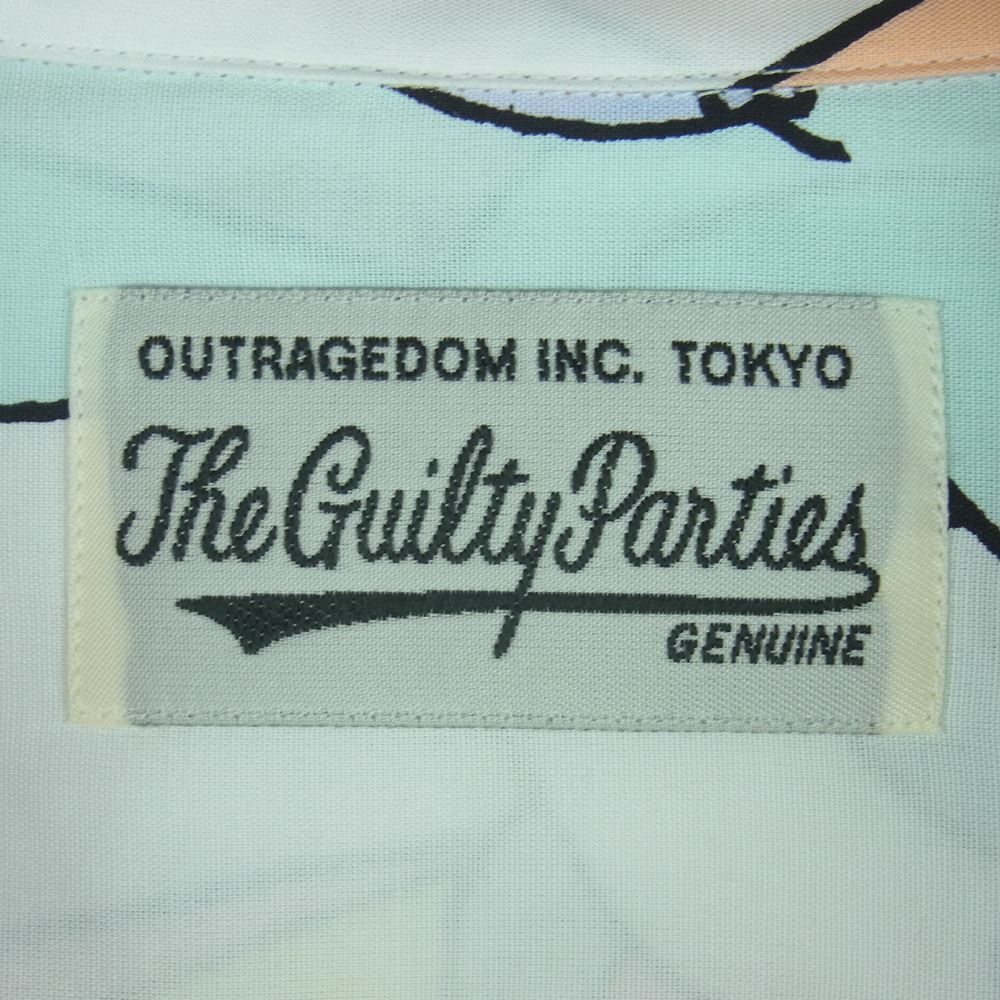 OUTRAGEDOM INC. TOKYO
The Guilty Parties
GENUINE